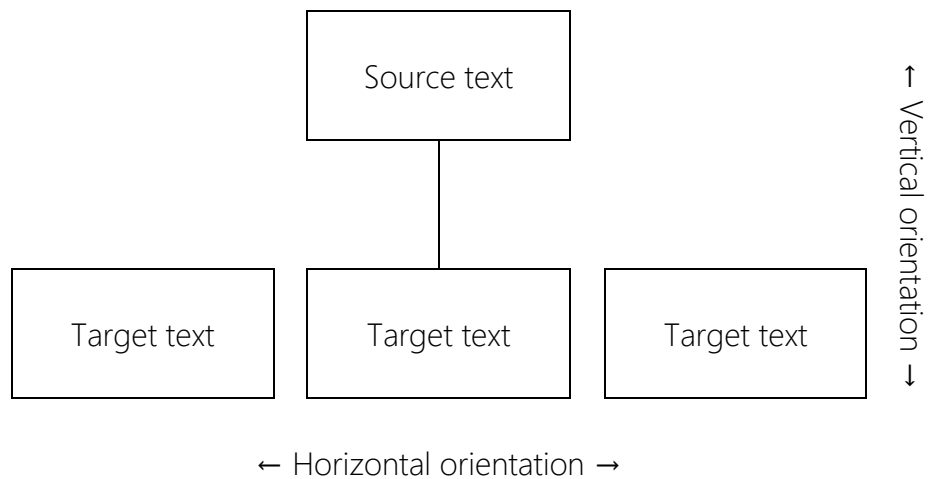 Source text
Target text
Target text
Target text
← Horizontal orientation →
← Vertical orientation →